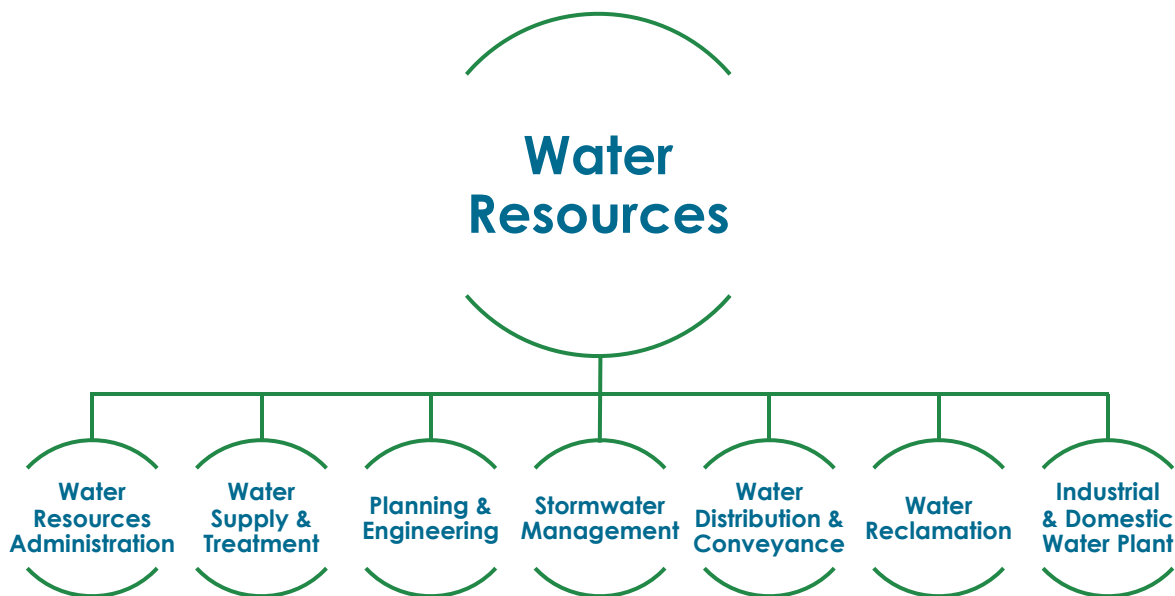 Water
Resources
Water
Resources
Administration
Water
Supply &
Treatment
Planning &
Engineering
Stormwater
Management
Water
Distribution &
Conveyance
Water
Reclamation
Industrial
& Domestic
Water Plant